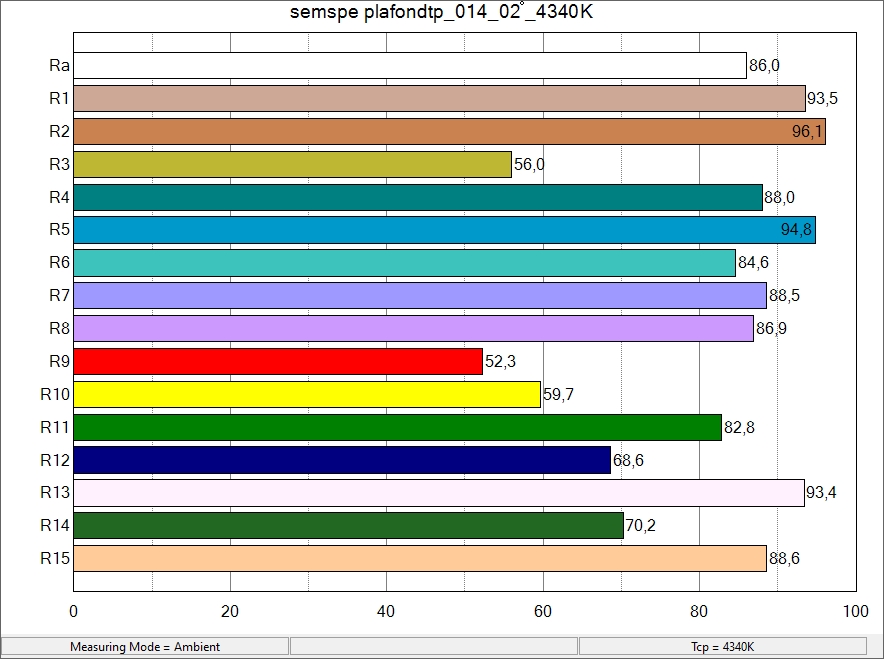 semspe plafondtp_014_02°_4340K
Ra 86,0
R1 93,5
R2 96,1
R3 56,0
R4 88,0
R5 94,8
R6 84,6
R7 88,5
R8 86,9
R9 52,3
R10 59,7
R11 82,8
R12 68,6
R13 93,4
R14 70,2
R15 88,6
0 20 40 60 80 100
Measuring Mode = Ambient Tcp = 4340K